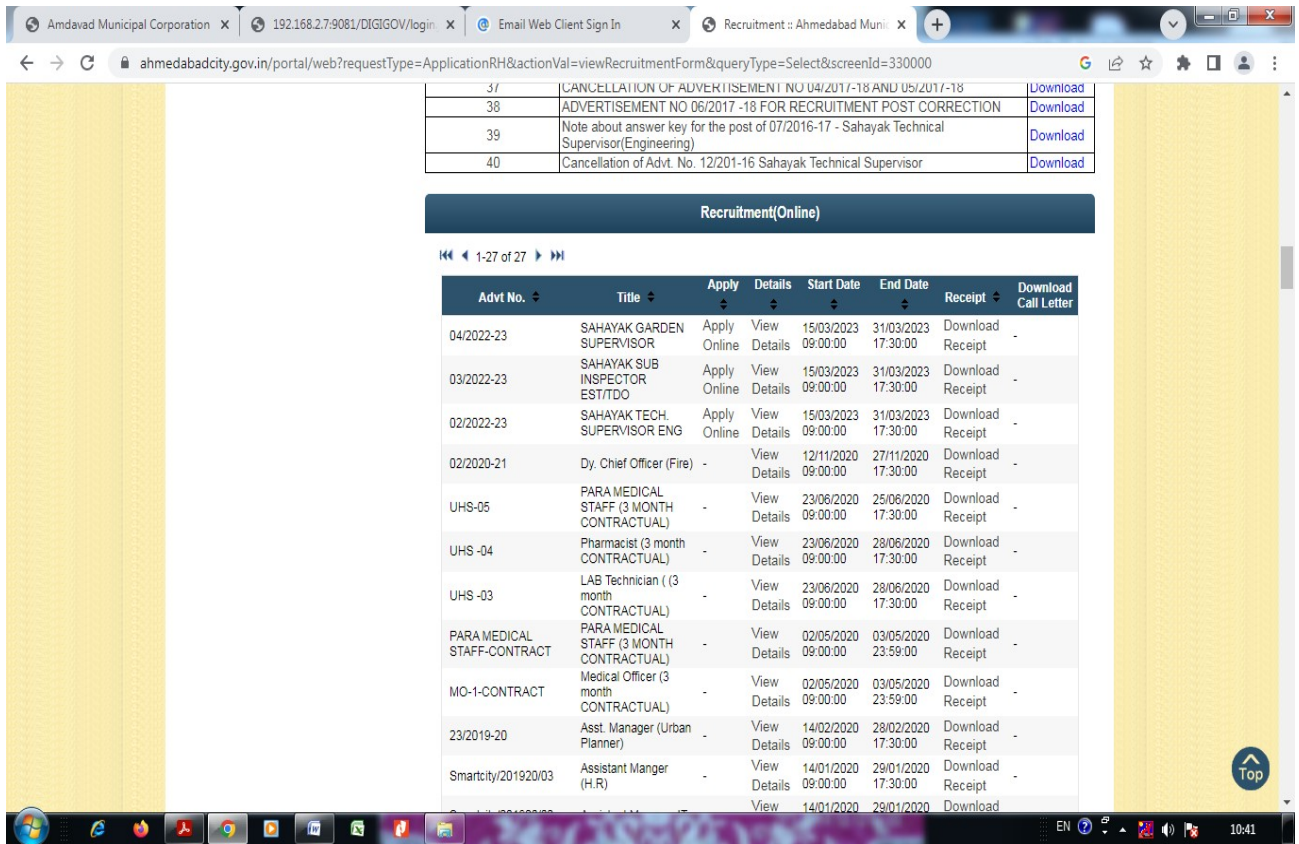 Amdavad Municipal Corporation
192.168.2.7:9081/DIGIGOV/login
Email Web Client Sign In
Recruitment :: Ahmedabad Munic
ahmedabadcity.gov.in/portal/web?requestType=ApplicationRH&actionVal=viewRecruitmentForm&queryType=Select&screenId=330000
37 CANCELLATION OF ADVERTISEMENT NO 04/2017-18 AND 05/2017-18 Download
38 ADVERTISEMENT NO 06/2017 -18 FOR RECRUITMENT POST CORRECTION Download
39 Note about answer key for the post of 07/2016-17 - Sahayak Technical
Supervisor(Engineering) Download
40 Cancellation of Advt. No. 12/201-16 Sahayak Technical Supervisor Download
Recruitment(Online)
1-27 of 27
Advt No. Title Apply Details Start Date End Date Receipt Download
Call Letter
04/2022-23 SAHAYAK GARDEN Apply View 15/03/2023 31/03/2023 Download -
SUPERVISOR Online Details 09:00:00 17:30:00 Receipt
03/2022-23 SAHAYAK SUB
INSPECTOR Apply View 15/03/2023 31/03/2023 Download -
EST/TDO Online Details 09:00:00 17:30:00 Receipt
02/2022-23 SAHAYAK TECH. Apply View 15/03/2023 31/03/2023 Download -
SUPERVISOR ENG Online Details 09:00:00 17:30:00 Receipt
02/2020-21 Dy. Chief Officer (Fire) - View 12/11/2020 27/11/2020 Download -
Details 09:00:00 17:30:00 Receipt
UHS-05 PARA MEDICAL
STAFF (3 MONTH - View 23/06/2020 25/06/2020 Download -
CONTRACTUAL) Details 09:00:00 17:30:00 Receipt
UHS -04 Pharmacist (3 month - View 23/06/2020 28/06/2020 Download -
CONTRACTUAL) Details 09:00:00 17:30:00 Receipt
UHS -03 LAB Technician ( (3
month - View 23/06/2020 28/06/2020 Download -
CONTRACTUAL) Details 09:00:00 17:30:00 Receipt
PARA MEDICAL PARA MEDICAL
STAFF-CONTRACT STAFF (3 MONTH - View 02/05/2020 03/05/2020 Download -
CONTRACTUAL) Details 09:00:00 23:59:00 Receipt
MO-1-CONTRACT Medical Officer (3
month - View 02/05/2020 03/05/2020 Download -
CONTRACTUAL) Details 09:00:00 23:59:00 Receipt
23/2019-20 Asst. Manager (Urban - View 14/02/2020 28/02/2020 Download -
Planner) Details 09:00:00 17:30:00 Receipt
Smartcity/201920/03 Assistant Manger - View 14/01/2020 29/01/2020 Download -
(H.R) Details 09:00:00 17:30:00 Receipt
View 14/01/2020 29/01/2020 Download
Top
EN 10:41